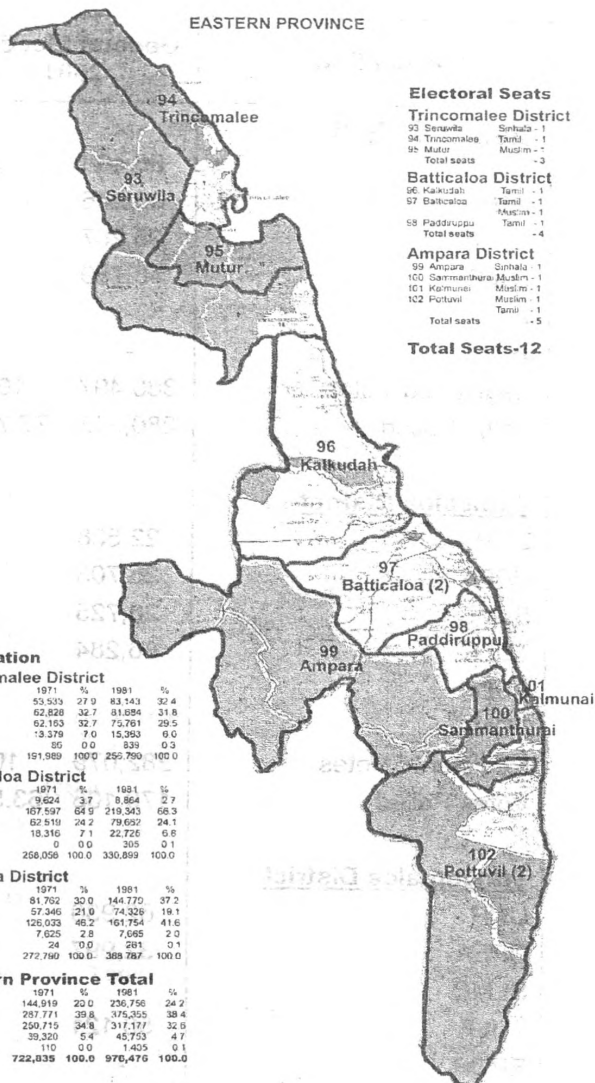 EASTERN PROVINCE
Electoral Seats
Trincomalee District
93 Seruwila Sinhala - 1
94 Trincomalee Tamil - 1
95 Mutur Muslim - 1
Total seats - 3
Batticaloa District
96 Kalkudah Tamil - 1
97 Batticaloa Tamil - 1
Muslim - 1
98 Paddiruppu Tamil - 1
Total seats - 4
Ampara District
99 Ampara Sinhala - 1
100 Sammanthurai Muslim - 1
101 Kalmunai Muslim - 1
102 Pottuvil Muslim - 1
Tamil - 1
Total seats - 5
Total Seats-12
94
Trincomalee
93
Seruwila
95
Mutur
96
Kalkudah
97
Batticaloa (2)
98
Paddiruppu
99
Ampara
101
Kalmunai
100
Sammanthurai
102
Pottuvil (2)
ation
malee District
1971 % 1981 %
53,533 27.9 83,143 32.4
62,828 32.7 81,684 31.8
62,163 32.7 75,761 29.5
13,379 7.0 15,363 6.0
86 0.0 839 0.3
191,989 100.0 256,790 100.0
loa District
1971 % 1981 %
9,624 3.7 8,864 2.7
167,597 64.9 219,343 66.3
62,519 24.2 79,662 24.1
18,316 7.1 22,725 6.8
0 0.0 305 0.1
258,056 100.0 330,899 100.0
a District
1971 % 1981 %
81,762 30.0 144,770 37.2
57,346 21.0 74,326 19.1
126,033 46.2 161,754 41.6
7,625 2.8 7,665 2.0
24 0.0 261 0.1
272,790 100.0 388,787 100.0
rn Province Total
1971 % 1981 %
144,919 20.0 236,756 24.2
287,771 39.8 375,355 38.4
250,715 34.8 317,177 32.6
39,320 5.4 45,753 4.7
110 0.0 1,405 0.1
722,835 100.0 976,476 100.0